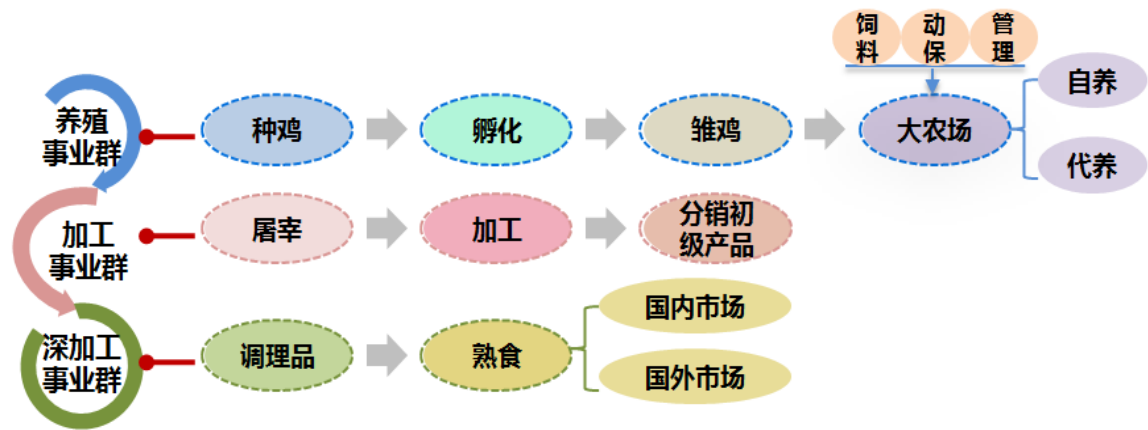 饲
料
动
保
管
理
养殖
事业群
种鸡
孵化
雏鸡
大农场
自养
代养
加工
事业群
屠宰
加工
分销初
级产品
深加工
事业群
调理品
熟食
国内市场
国外市场